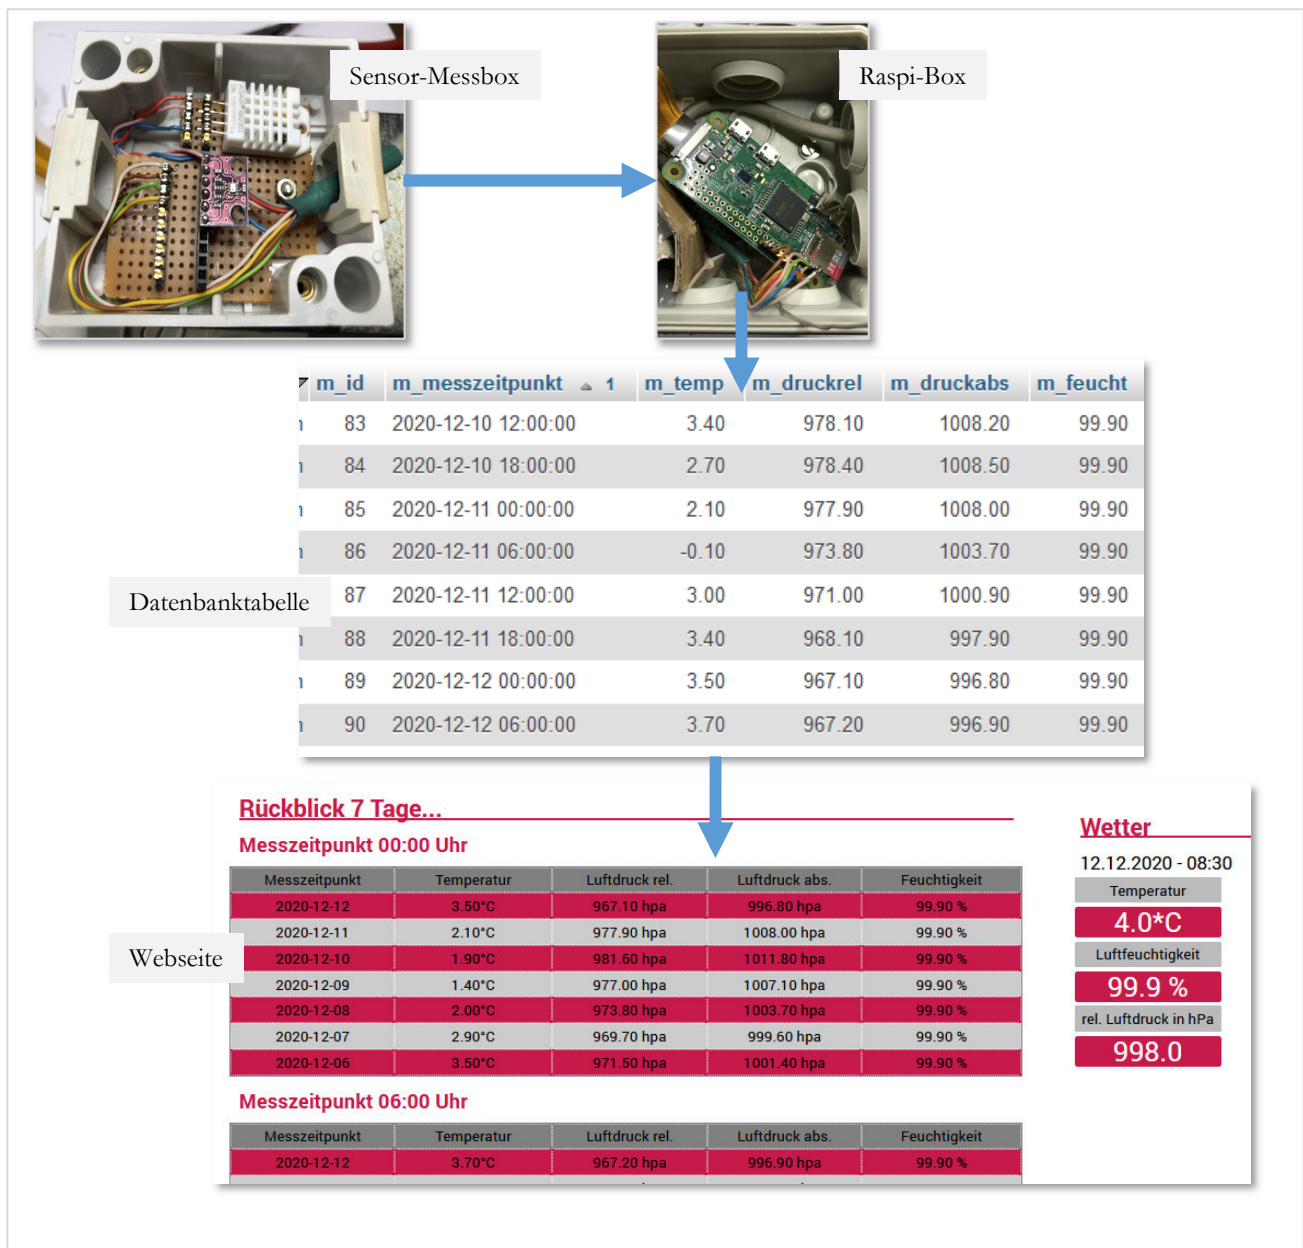 Sensor-Messbox
Raspi-Box
m_id m_messzeitpunkt 1 m_temp m_druckrel m_druckabs m_feucht
83 2020-12-10 12:00:00 3.40 978.10 1008.20 99.90
84 2020-12-10 18:00:00 2.70 978.40 1008.50 99.90
85 2020-12-11 00:00:00 2.10 977.90 1008.00 99.90
86 2020-12-11 06:00:00 -0.10 973.80 1003.70 99.90
Datenbanktabelle
87 2020-12-11 12:00:00 3.00 971.00 1000.90 99.90
88 2020-12-11 18:00:00 3.40 968.10 997.90 99.90
89 2020-12-12 00:00:00 3.50 967.10 996.80 99.90
90 2020-12-12 06:00:00 3.70 967.20 996.90 99.90
Rückblick 7 Tage...
Messzeitpunkt 00:00 Uhr
Messzeitpunkt Temperatur Luftdruck rel. Luftdruck abs. Feuchtigkeit
2020-12-12 3.50°C 967.10 hpa 996.80 hpa 99.90 %
2020-12-11 2.10°C 977.90 hpa 1008.00 hpa 99.90 %
Webseite
2020-12-10 1.90°C 981.60 hpa 1011.80 hpa 99.90 %
2020-12-09 1.40°C 977.00 hpa 1007.10 hpa 99.90 %
2020-12-08 2.00°C 973.80 hpa 1003.70 hpa 99.90 %
2020-12-07 2.90°C 969.70 hpa 999.60 hpa 99.90 %
2020-12-06 3.50°C 971.50 hpa 1001.40 hpa 99.90 %
Messzeitpunkt 06:00 Uhr
Messzeitpunkt Temperatur Luftdruck rel. Luftdruck abs. Feuchtigkeit
2020-12-12 3.70°C 967.20 hpa 996.90 hpa 99.90 %
Wetter
12.12.2020 - 08:30
Temperatur
4.0*C
Luftfeuchtigkeit
99.9 %
rel. Luftdruck in hPa
998.0